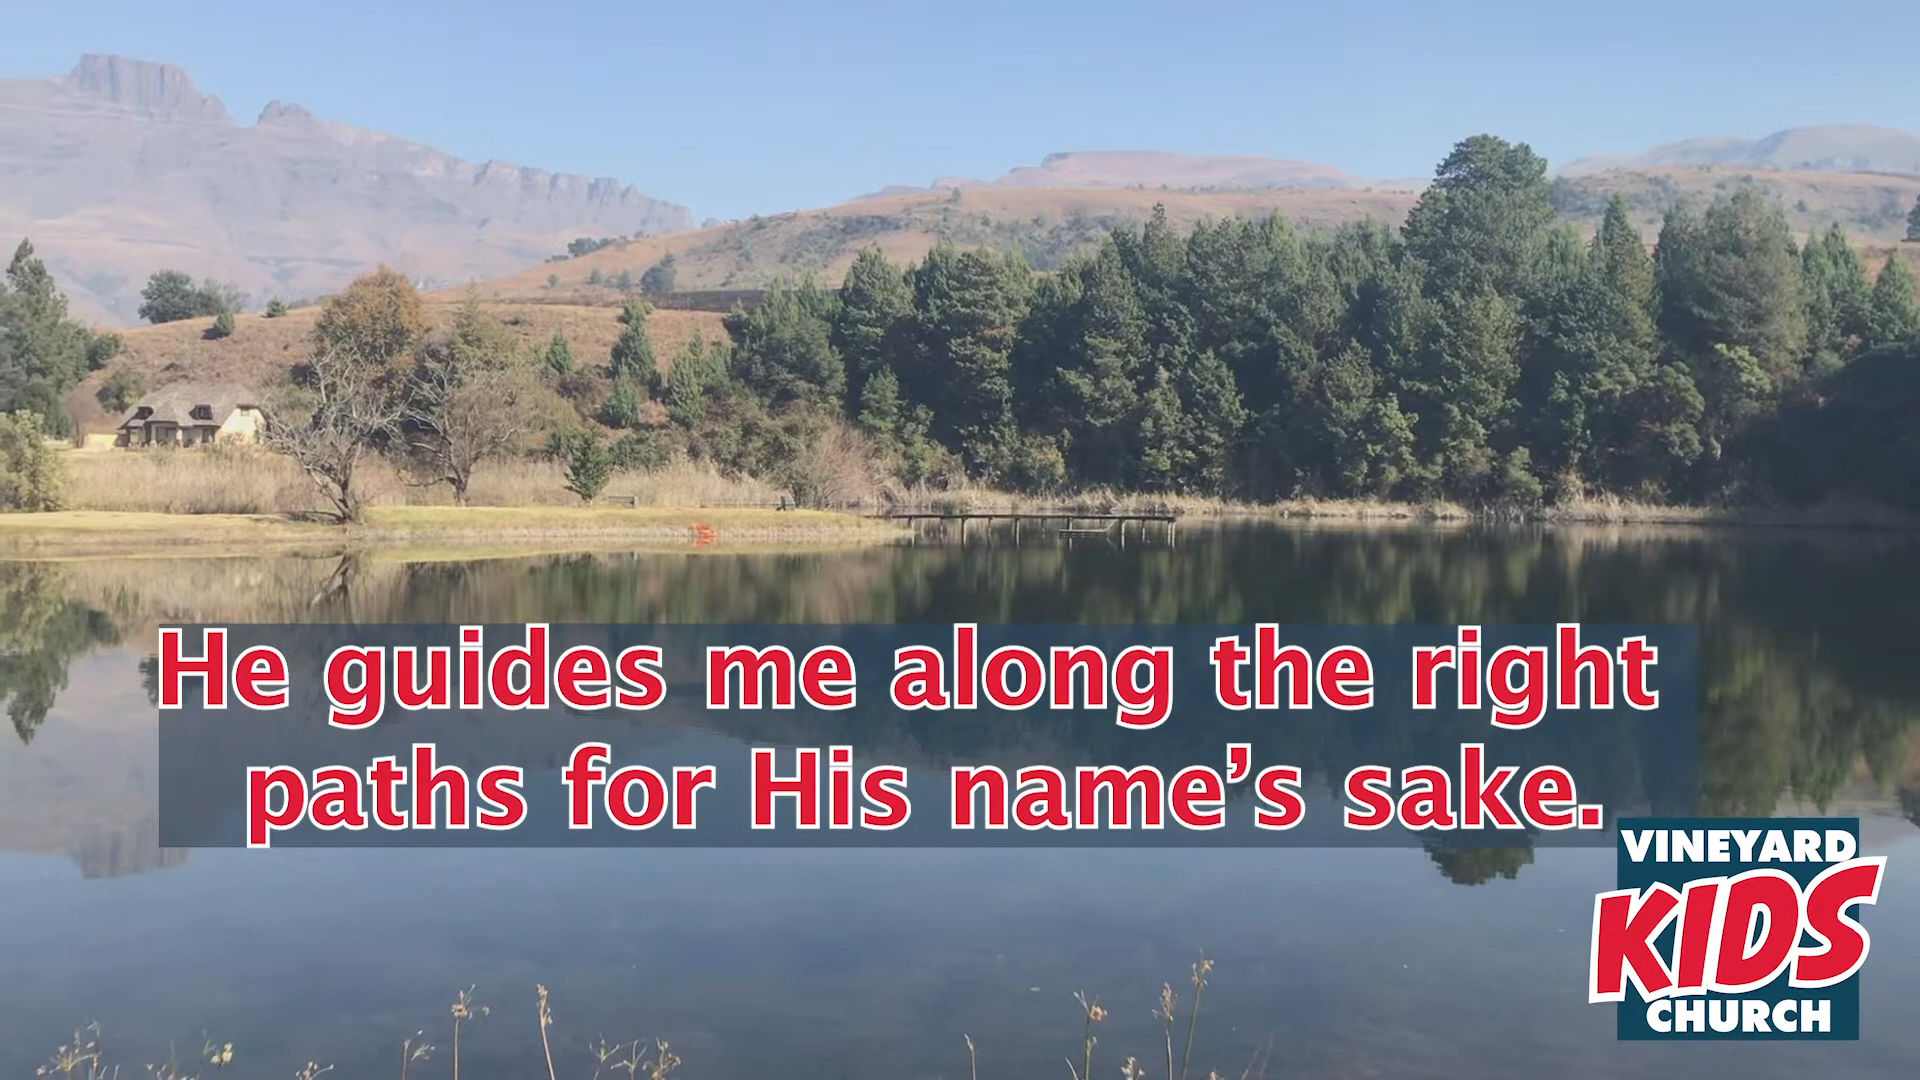 He guides me along the right
paths for His name’s sake.
VINEYARD
KIDS
CHURCH